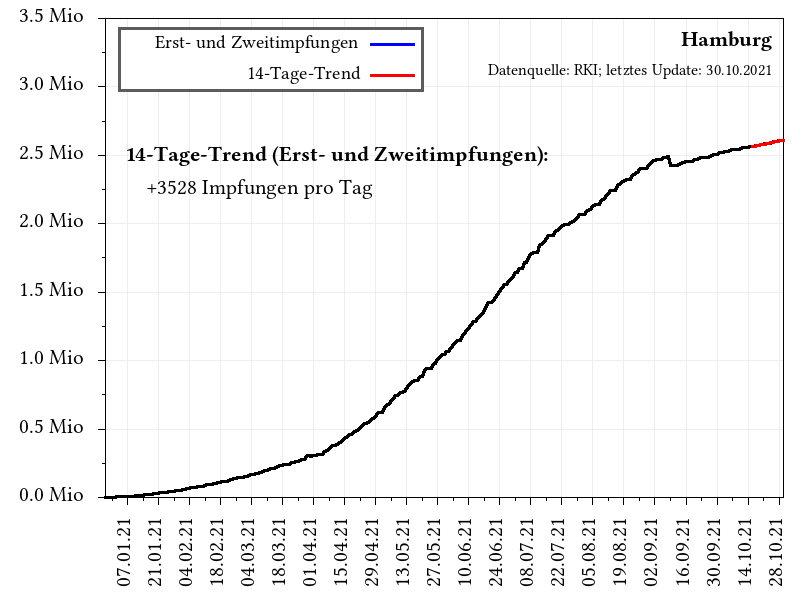 3.5 Mio
3.0 Mio
2.5 Mio
2.0 Mio
1.5 Mio
1.0 Mio
0.5 Mio
0.0 Mio
Erst- und Zweitimpfungen
14-Tage-Trend
Hamburg
Datenquelle: RKI; letztes Update: 30.10.2021
14-Tage-Trend (Erst- und Zweitimpfungen):
+3528 Impfungen pro Tag
07.01.21
21.01.21
04.02.21
18.02.21
04.03.21
18.03.21
01.04.21
15.04.21
29.04.21
13.05.21
27.05.21
10.06.21
24.06.21
08.07.21
22.07.21
05.08.21
19.08.21
02.09.21
16.09.21
30.09.21
14.10.21
28.10.21